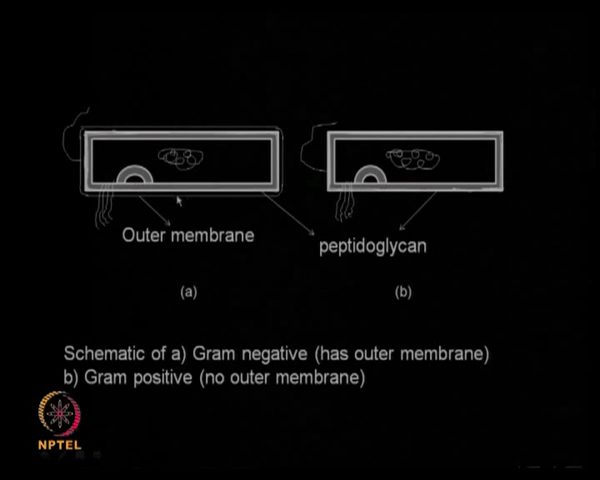 Outer membrane
peptidoglycan
(a)
(b)
Schematic of a) Gram negative (has outer membrane)
b) Gram positive (no outer membrane)
NPTEL